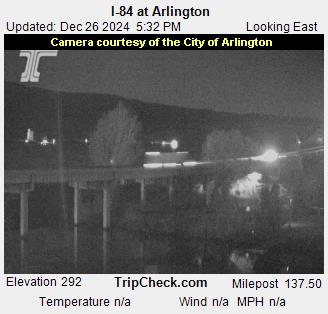 I-84 at Arlington
Updated: Dec 26 2024 5:32 PM Looking East
Camera courtesy of the City of Arlington
Elevation 292 TripCheck.com Milepost 137.50
Temperature n/a Wind n/a MPH n/a